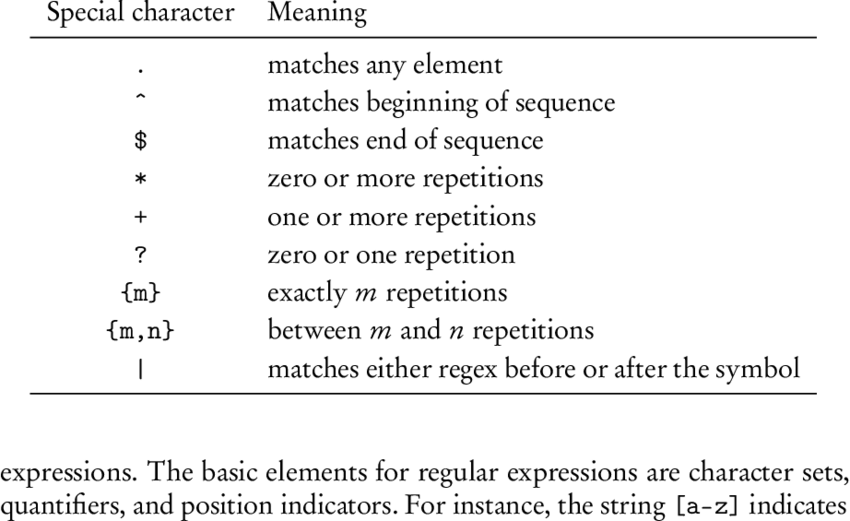 Special character Meaning
. matches any element
^ matches beginning of sequence
$ matches end of sequence
* zero or more repetitions
+ one or more repetitions
? zero or one repetition
{m} exactly m repetitions
{m,n} between m and n repetitions
| matches either regex before or after the symbol
expressions. The basic elements for regular expressions are character sets,
quantifiers, and position indicators. For instance, the string [a-z] indicates